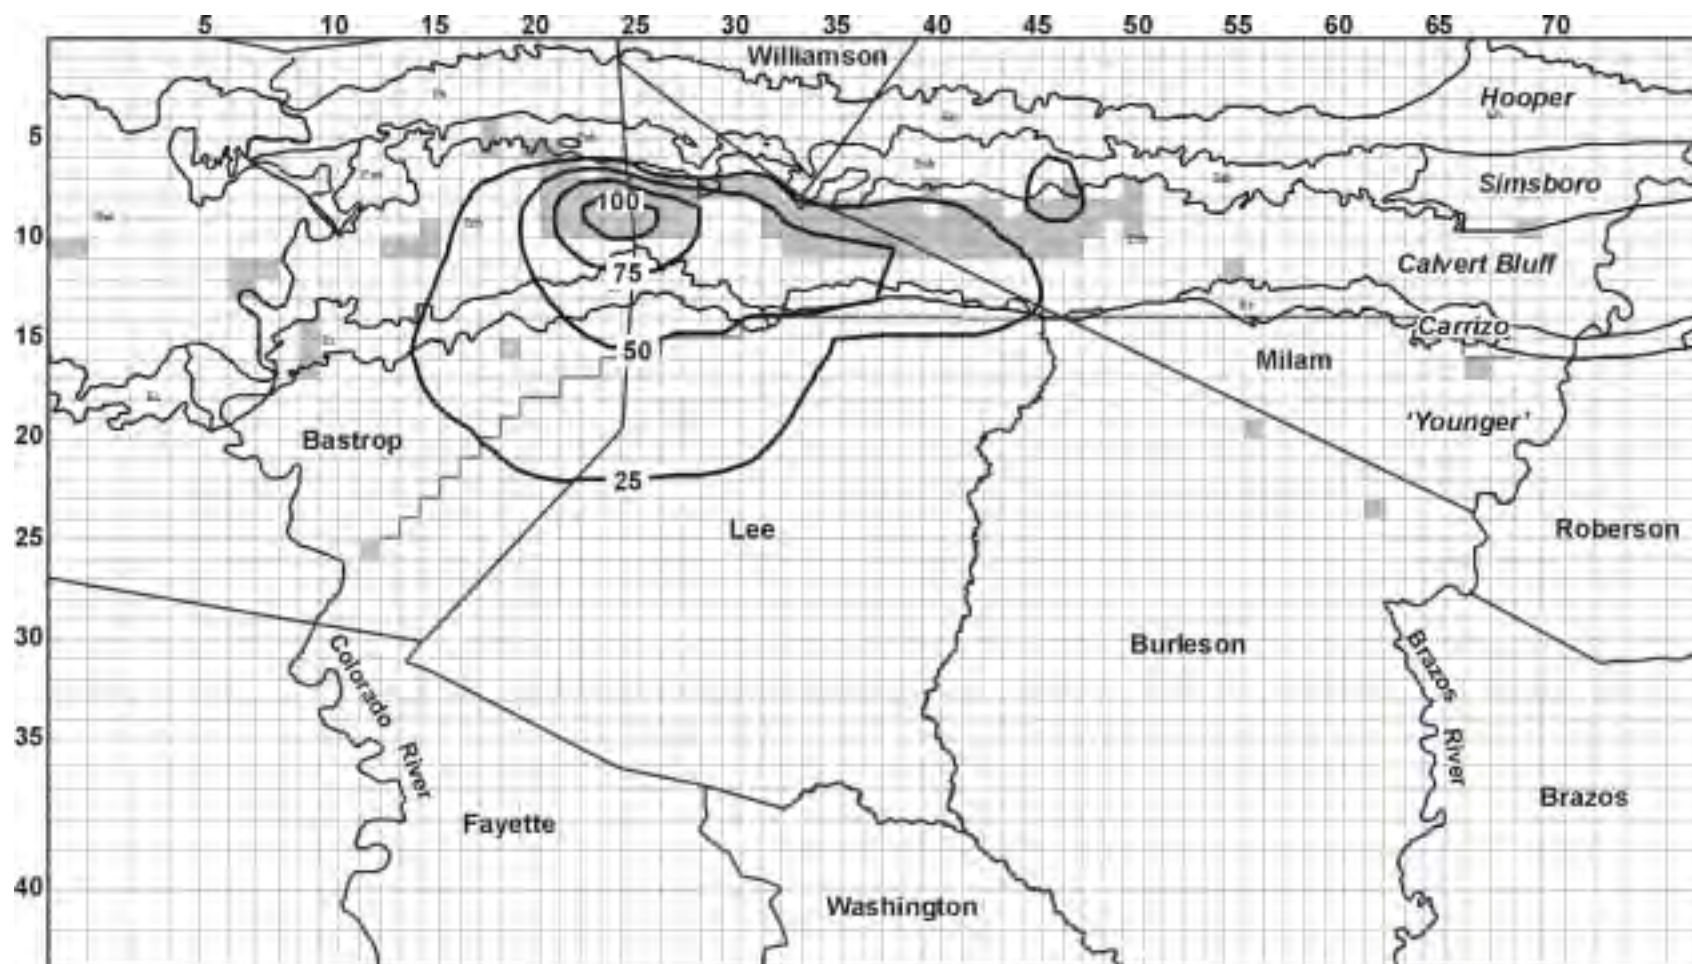 5 10 15 20 25 30 35 40 45 50 55 60 65 70
Williamson
Hooper
5
Simsboro
100
10
Calvert Bluff
75
Carrizo
15
50
Milam
'Younger'
20
Bastrop
25
Lee
Roberson
25
30
Colorado
River
Burleson
Brazos
River
35
Brazos
Fayette
40
Washington